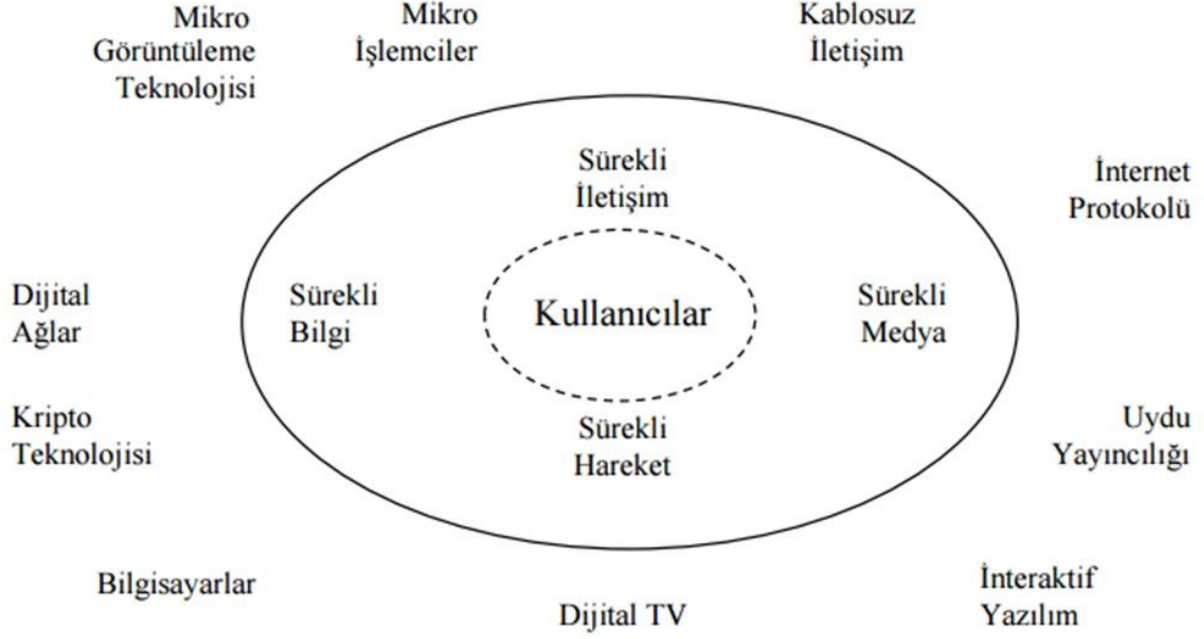 Mikro
Görüntüleme
Teknolojisi
Mikro
İşlemciler
Kablosuz
İletişim
Sürekli
İletişim
İnternet
Protokolü
Dijital
Ağlar
Sürekli
Bilgi
Kullanıcılar
Sürekli
Medya
Kripto
Teknolojisi
Sürekli
Hareket
Uydu
Yayıncılığı
Bilgisayarlar
Dijital TV
İnteraktif
Yazılım